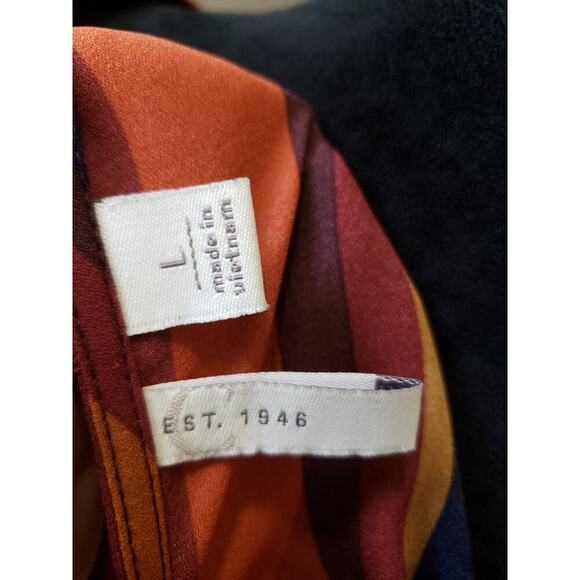 L
made in
vietnam
C
EST. 1946